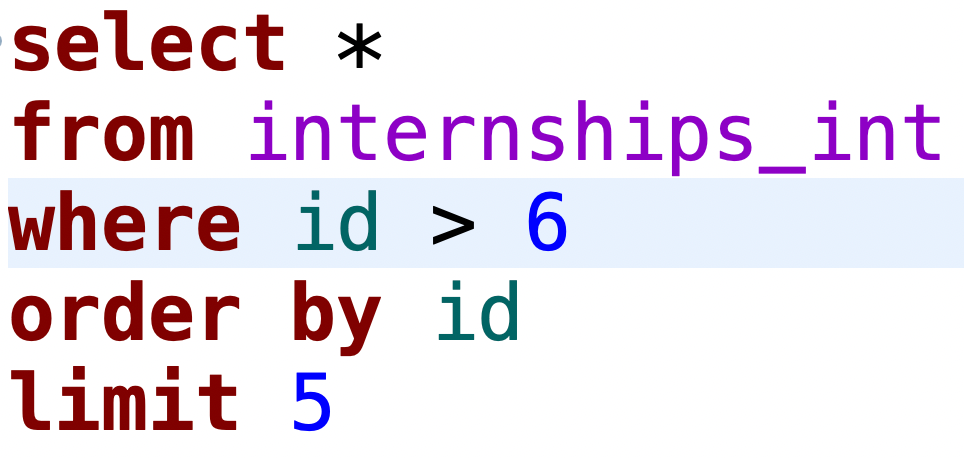 select *
from internships_int
where id > 6
order by id
limit 5